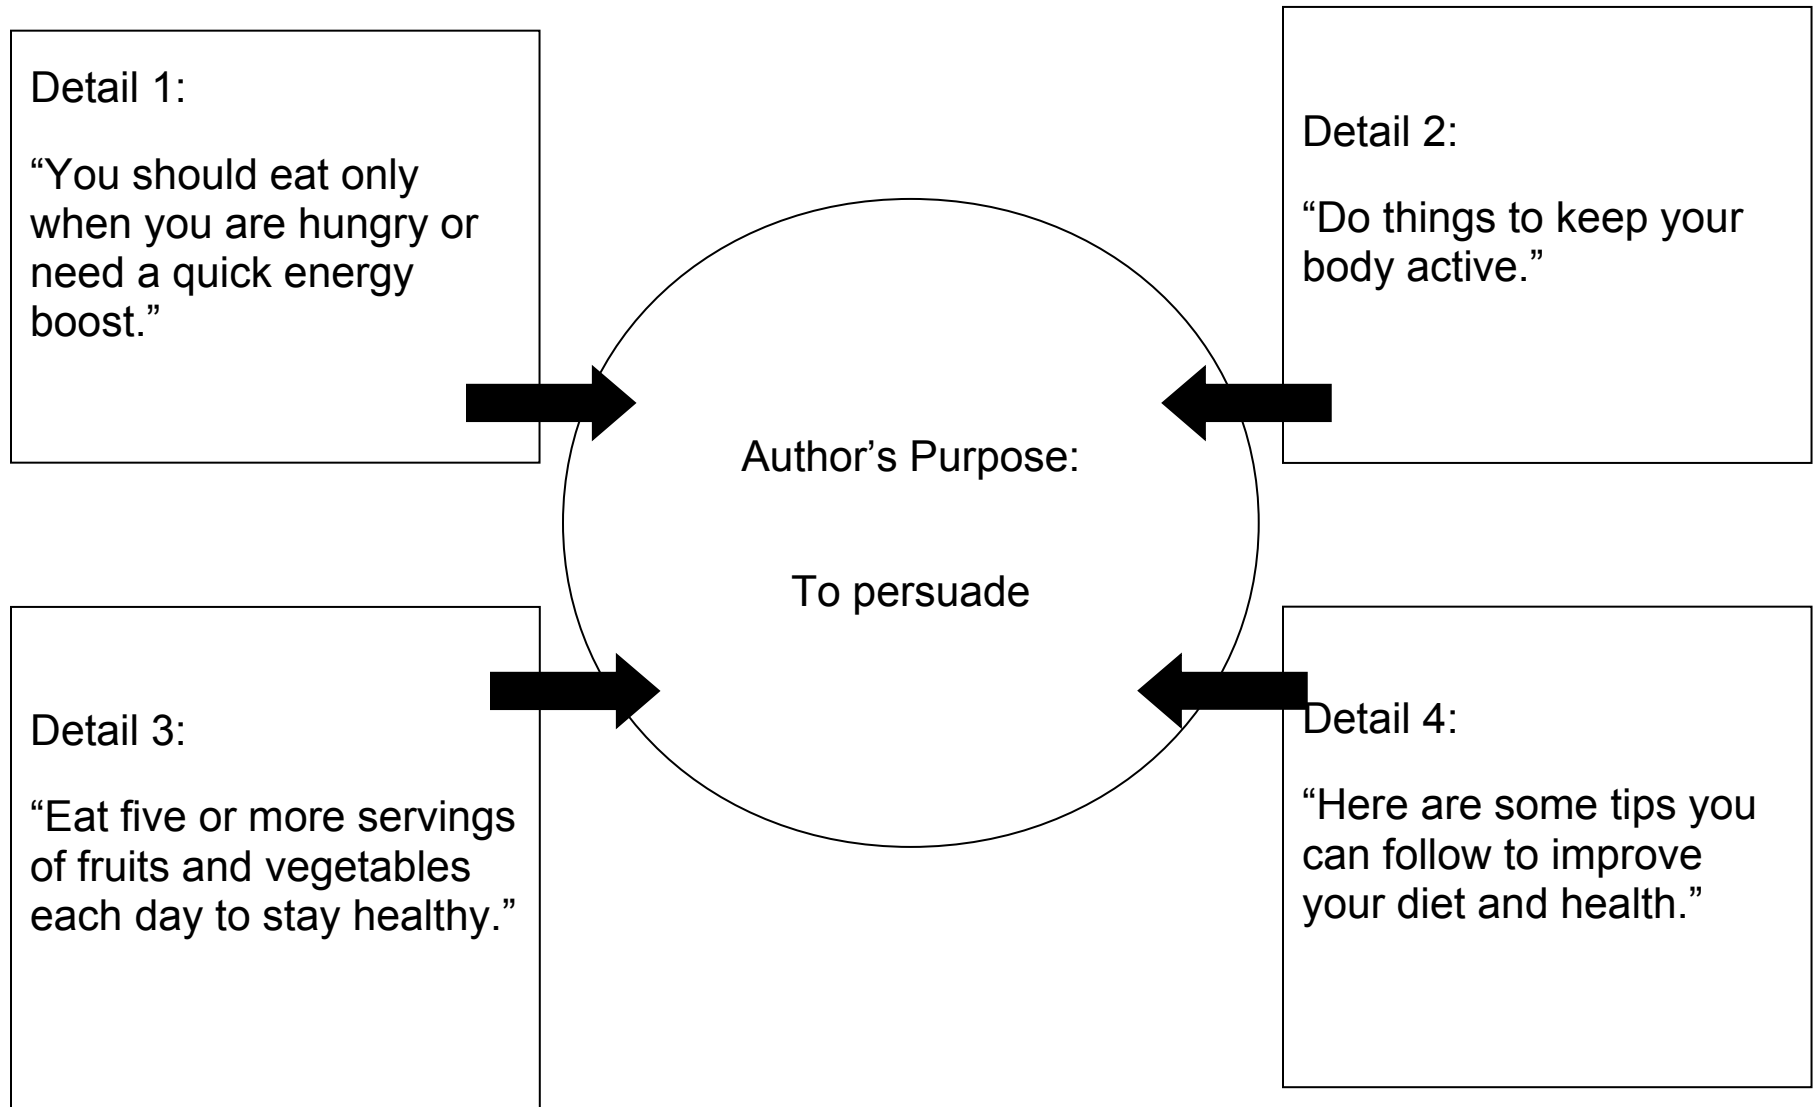 Detail 1:
“You should eat only
when you are hungry or
need a quick energy
boost.”
Detail 2:
“Do things to keep your
body active.”
Author’s Purpose:
To persuade
Detail 3:
“Eat five or more servings
of fruits and vegetables
each day to stay healthy.”
Detail 4:
“Here are some tips you
can follow to improve
your diet and health.”